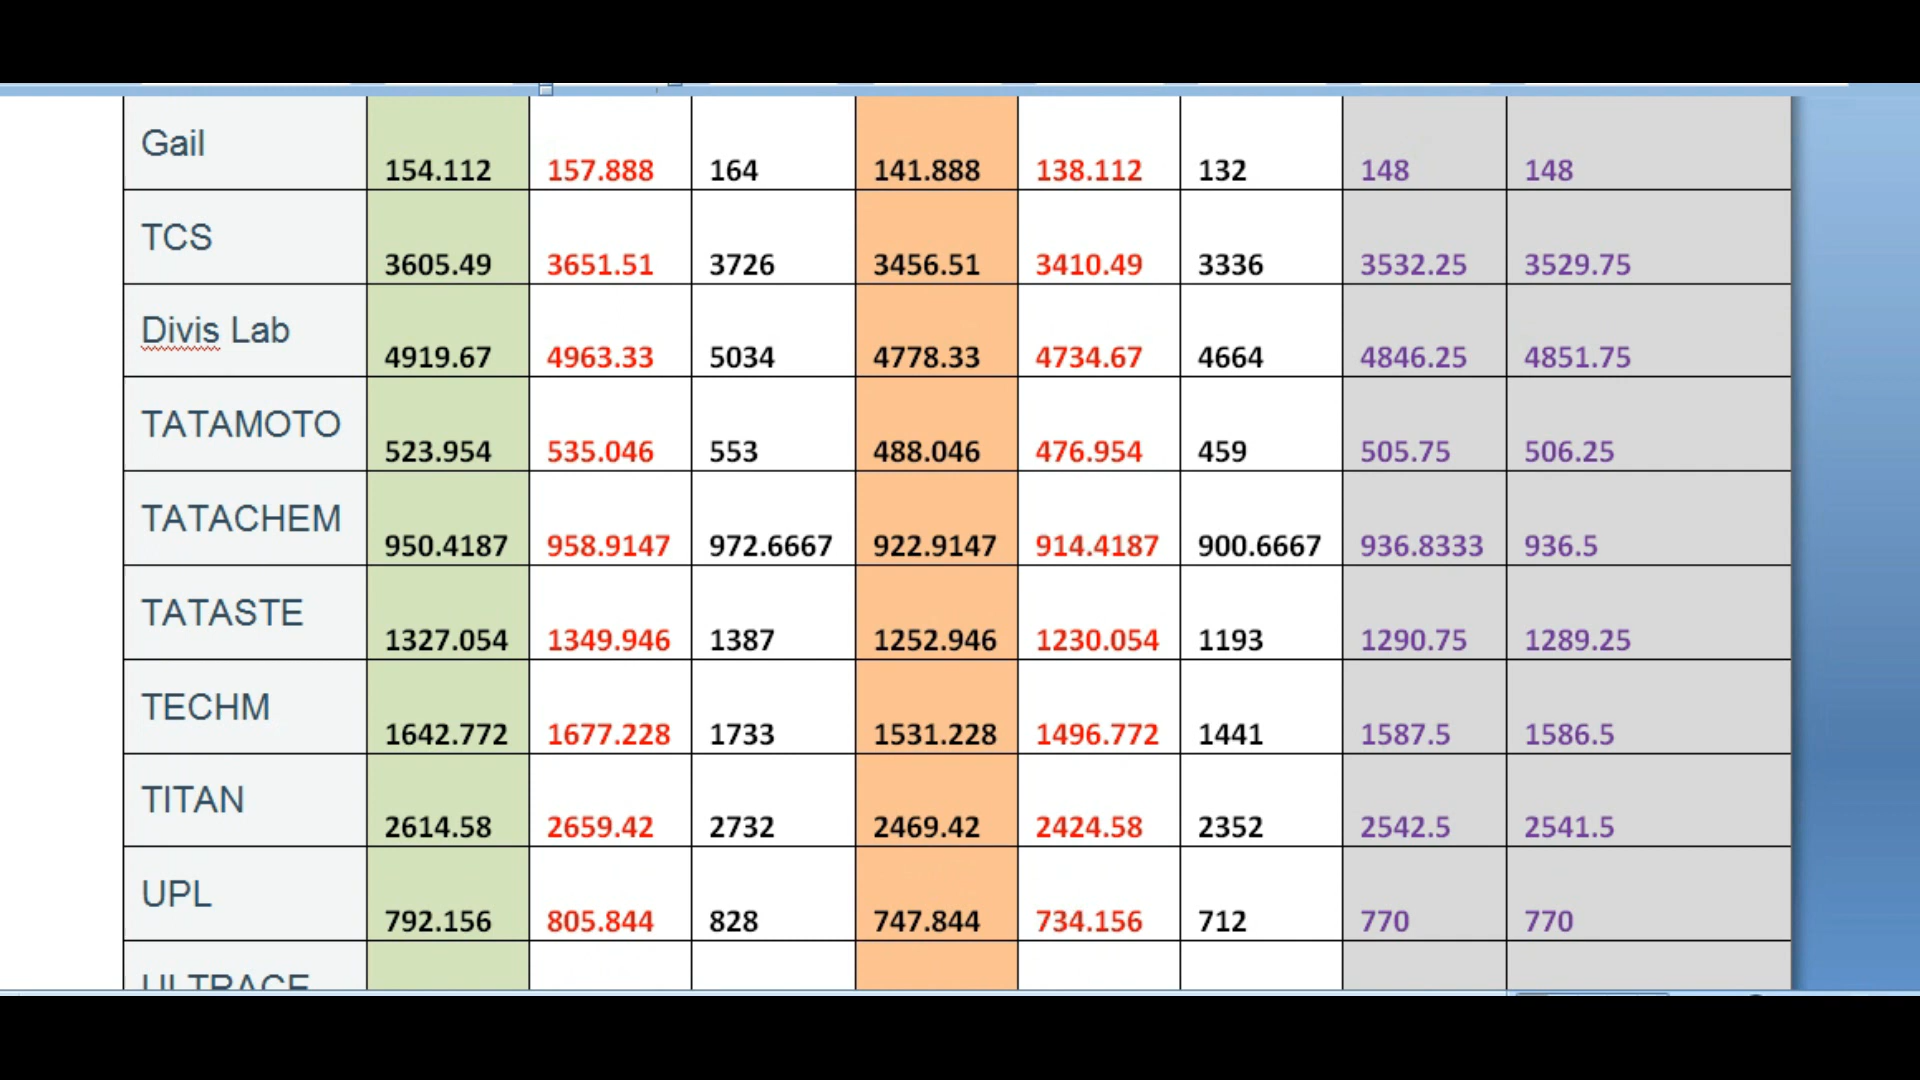 Gail 154.112 157.888 164 141.888 138.112 132 148 148
TCS 3605.49 3651.51 3726 3456.51 3410.49 3336 3532.25 3529.75
Divis Lab 4919.67 4963.33 5034 4778.33 4734.67 4664 4846.25 4851.75
TATAMOTO 523.954 535.046 553 488.046 476.954 459 505.75 506.25
TATACHEM 950.4187 958.9147 972.6667 922.9147 914.4187 900.6667 936.8333 936.5
TATASTE 1327.054 1349.946 1387 1252.946 1230.054 1193 1290.75 1289.25
TECHM 1642.772 1677.228 1733 1531.228 1496.772 1441 1587.5 1586.5
TITAN 2614.58 2659.42 2732 2469.42 2424.58 2352 2542.5 2541.5
UPL 792.156 805.844 828 747.844 734.156 712 770 770
ULTRACE